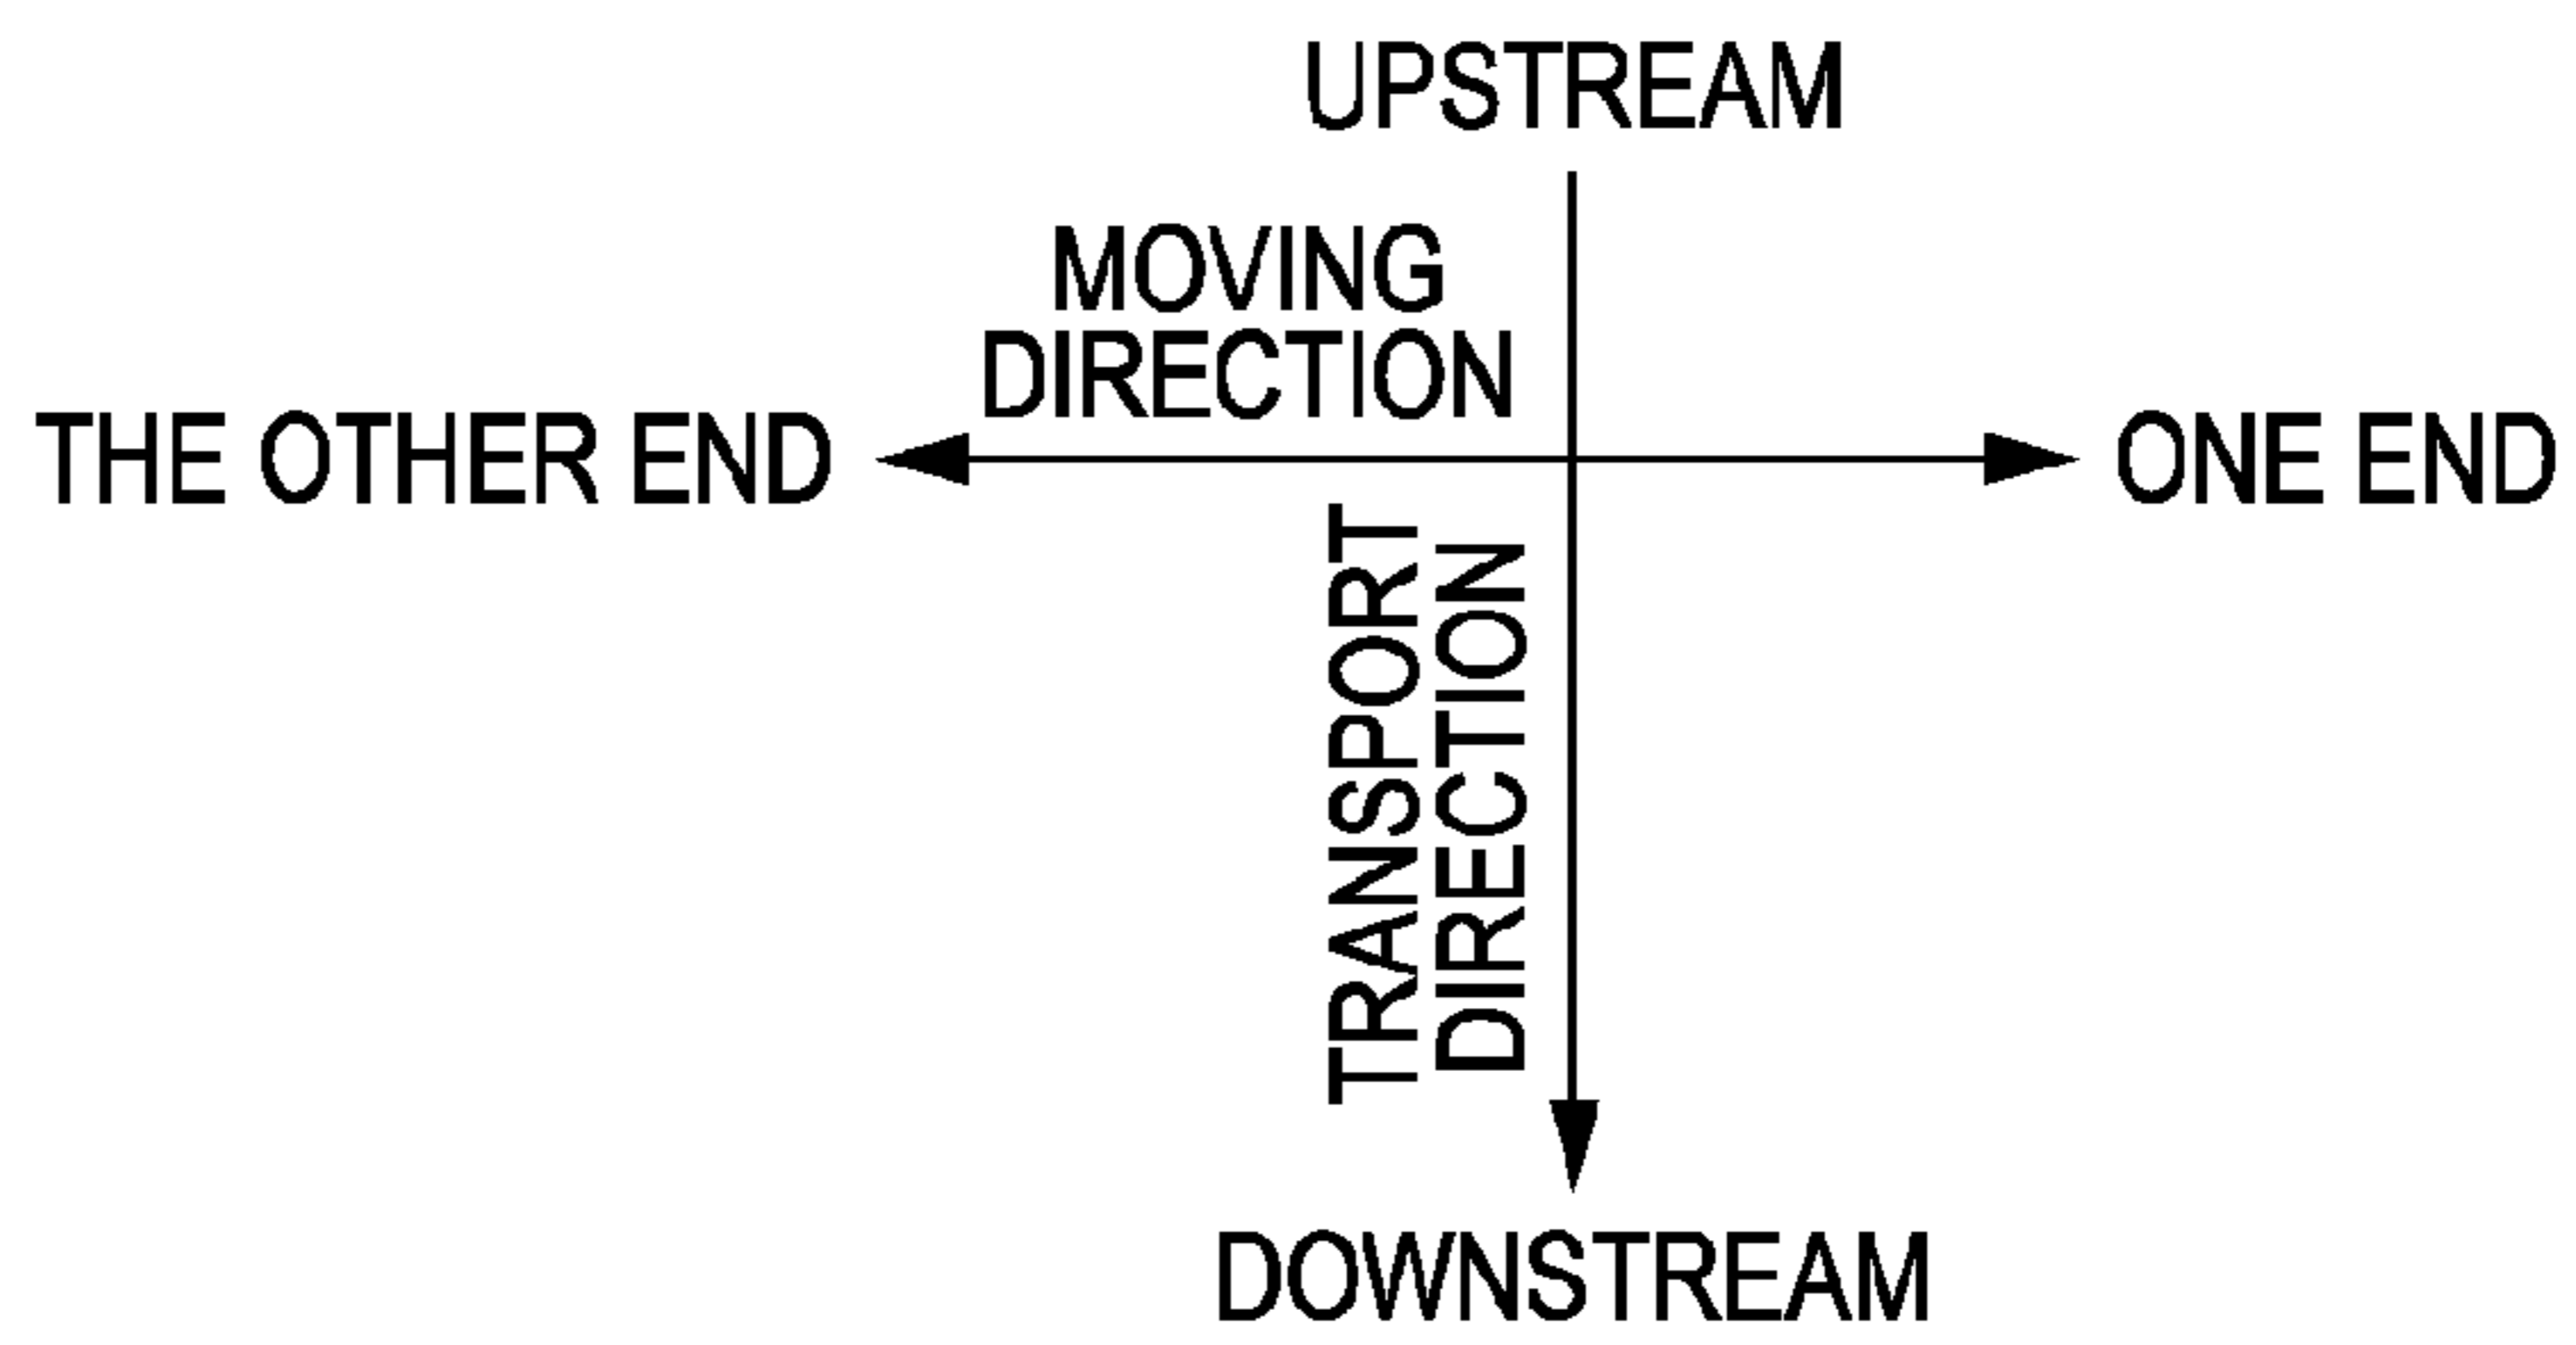 UPSTREAM
MOVING
DIRECTION
THE OTHER END
ONE END
TRANSPORT
DIRECTION
DOWNSTREAM